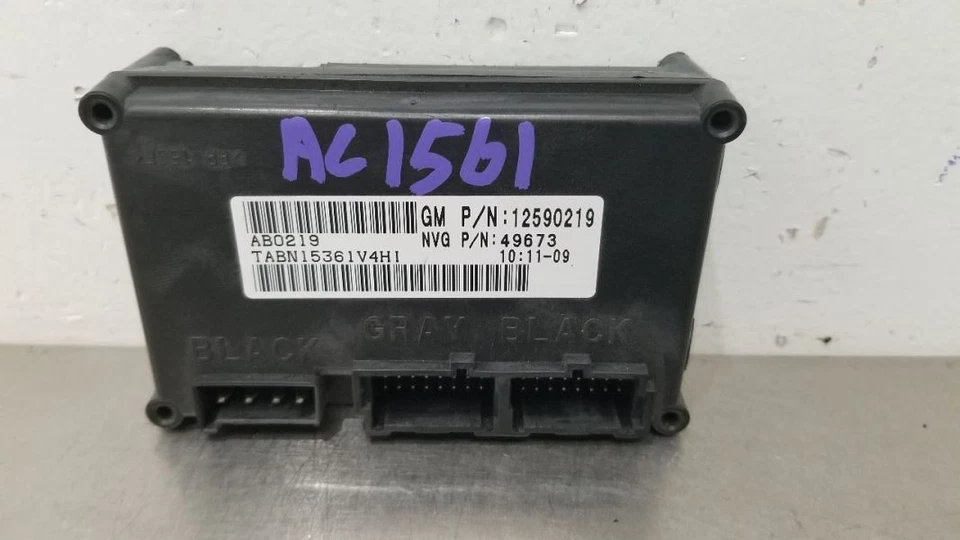 AC1561
GM P/N:12590219
AB0219
NVG P/N:49673
TABN15361V4HI
10:11-09
BLACK GRAY BLACK